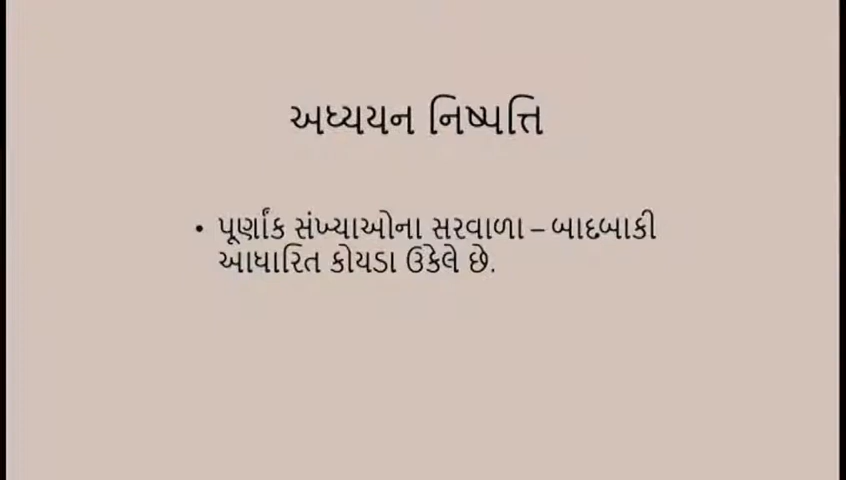 અધ્યયન નિષ્પત્તિ
• પૂર્ણાંક સંખ્યાઓના સરવાળા – બાદબાકી
આધારિત કોયડા ઉકેલે છે.